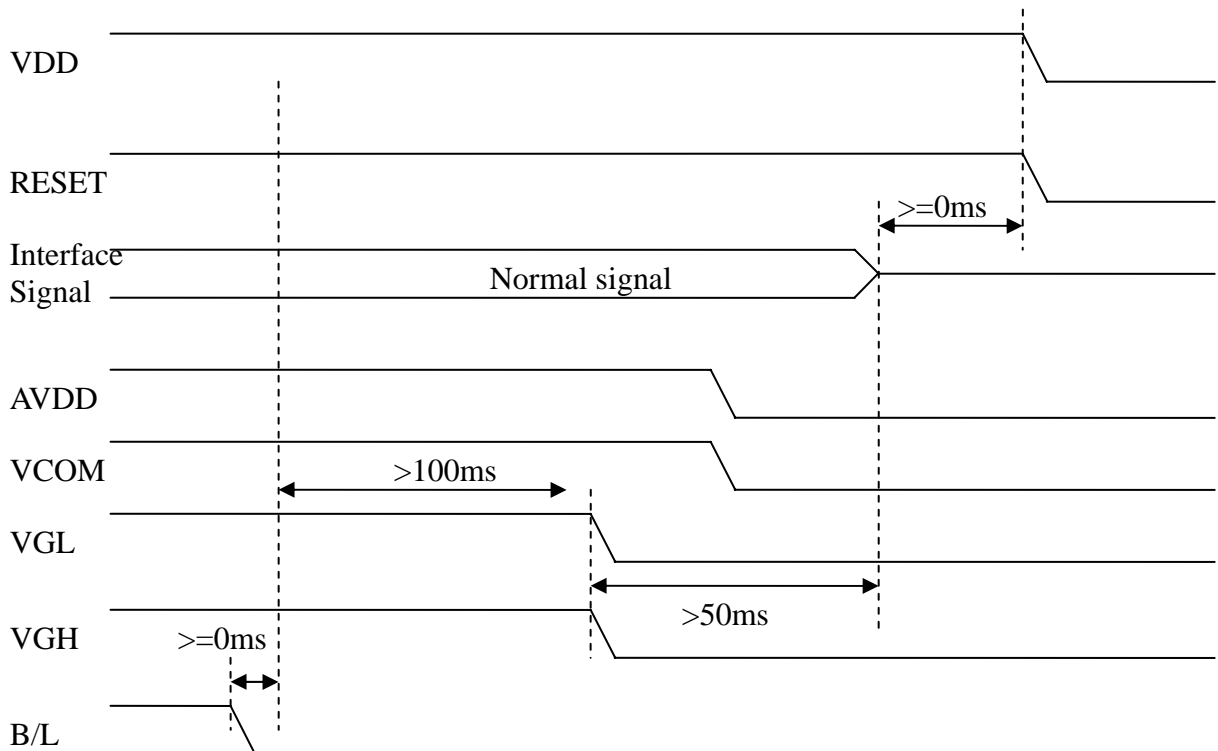 VDD
RESET
>=0ms
Interface
Signal
Normal signal
AVDD
VCOM
>100ms
VGL
>50ms
VGH
>=0ms
B/L